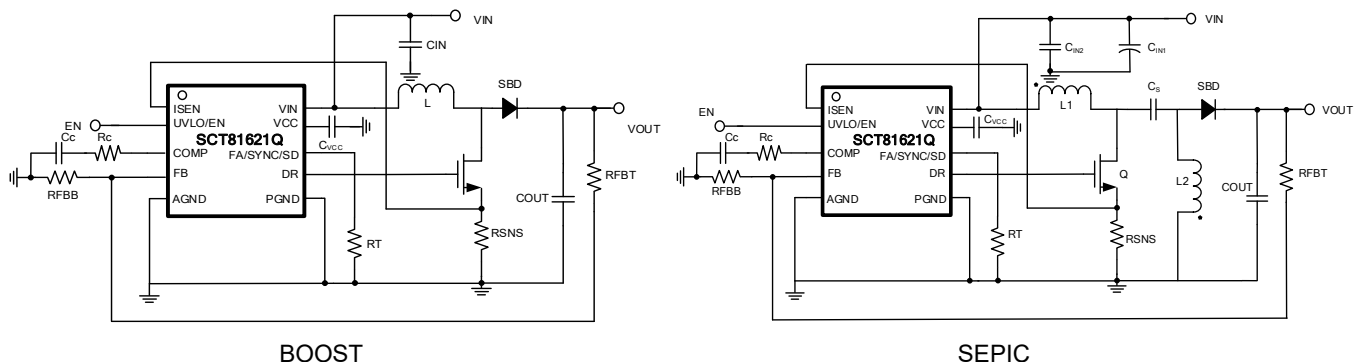 VIN
CIN
ISEN
VIN
L
SBD
VOUT
EN
UVLO/EN
VCC
SCT81621Q
CVCC
Cc
Rc
COMP
FA/SYNC/SD
FB
DR
RFBB
AGND
PGND
RT
RSNS
COUT
RFBT
BOOST
VIN
CIN2
CIN1
ISEN
VIN
L1
CS
SBD
VOUT
EN
UVLO/EN
VCC
SCT81621Q
CVCC
Cc
Rc
COMP
FA/SYNC/SD
FB
DR
Q
RFBB
AGND
PGND
RT
RSNS
L2
COUT
RFBT
SEPIC